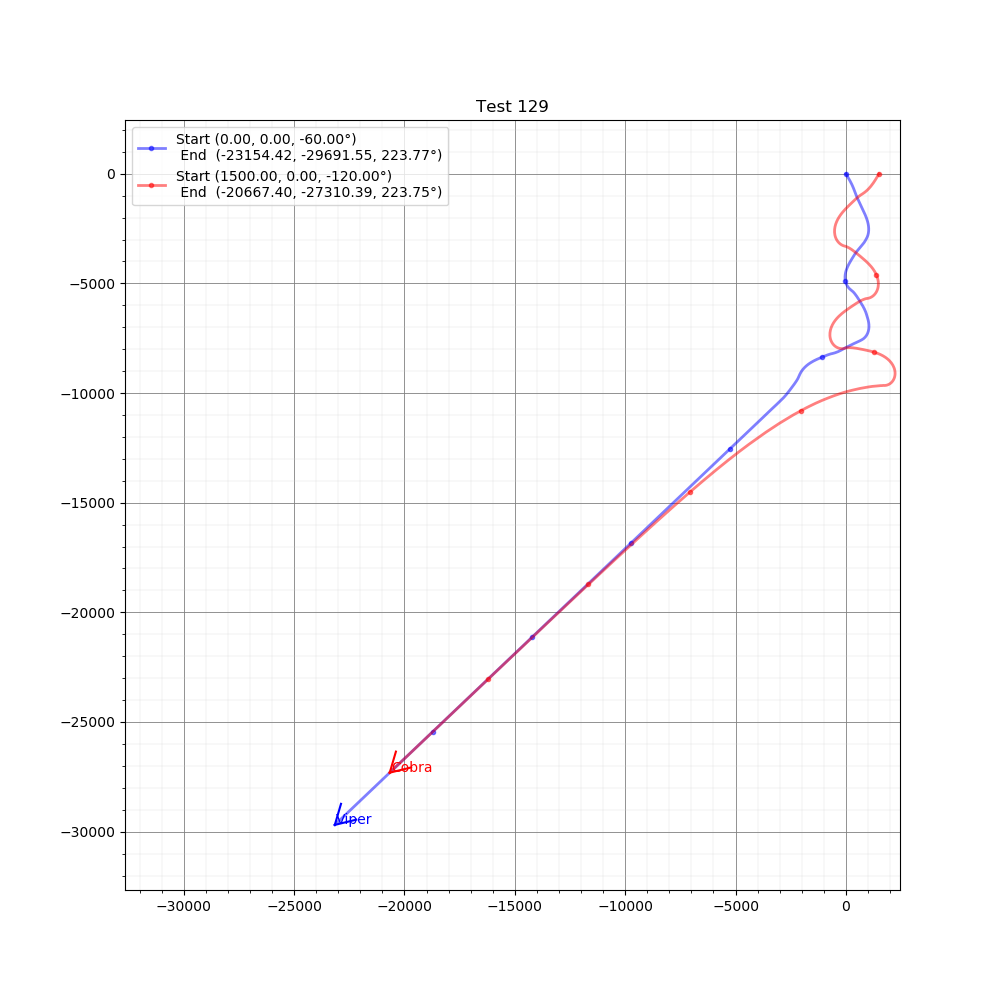 Test 129
Start (0.00, 0.00, -60.00°)
End (-23154.42, -29691.55, 223.77°)
Start (1500.00, 0.00, -120.00°)
End (-20667.40, -27310.39, 223.75°)
0
−5000
−10000
−15000
−20000
−25000
−30000
Cobra
Viper
−30000 −25000 −20000 −15000 −10000 −5000 0